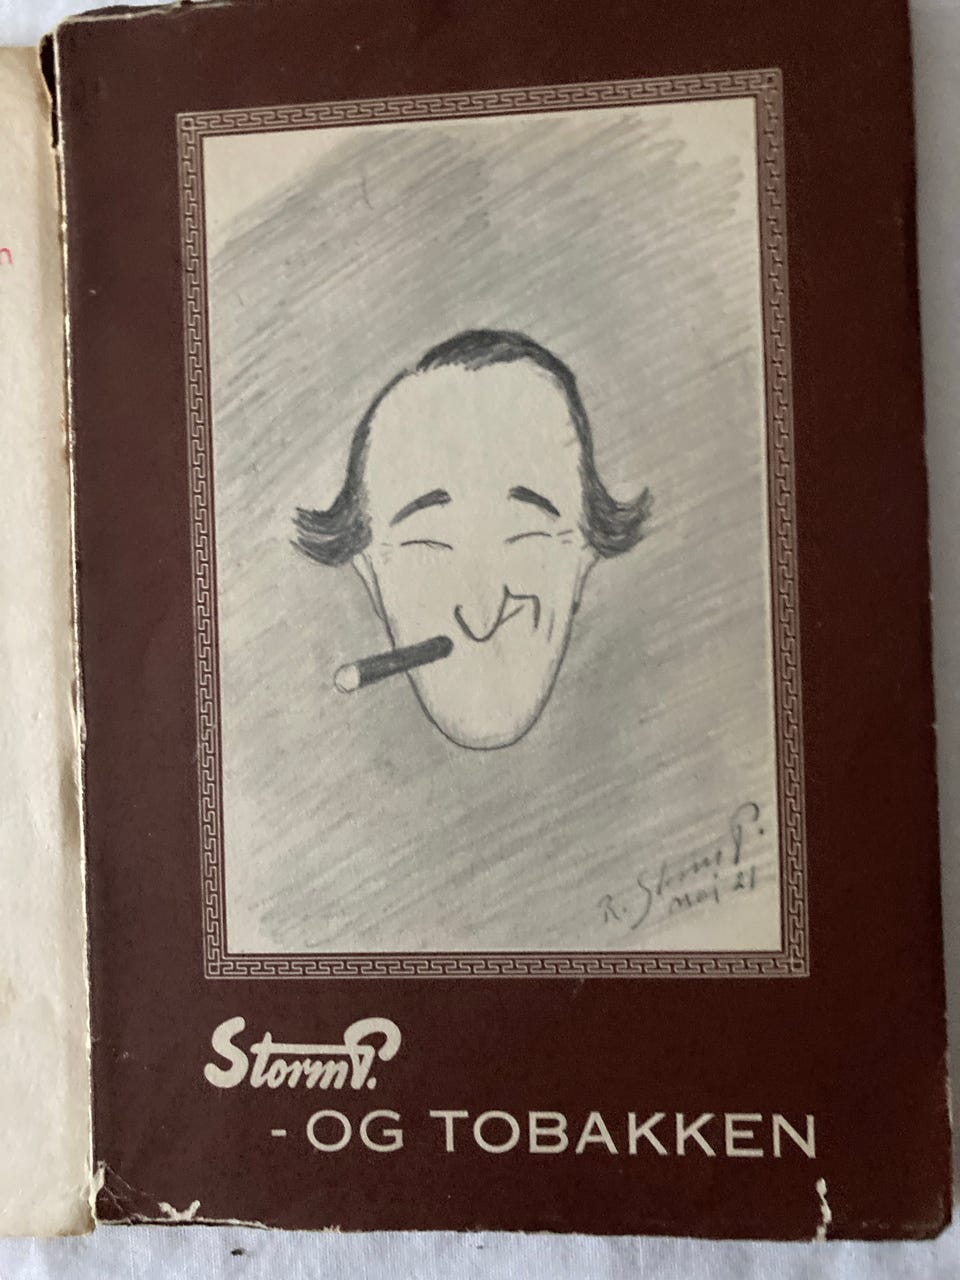 n
R. Storm P.
maj 21
Storm P.
- OG TOBAKKEN